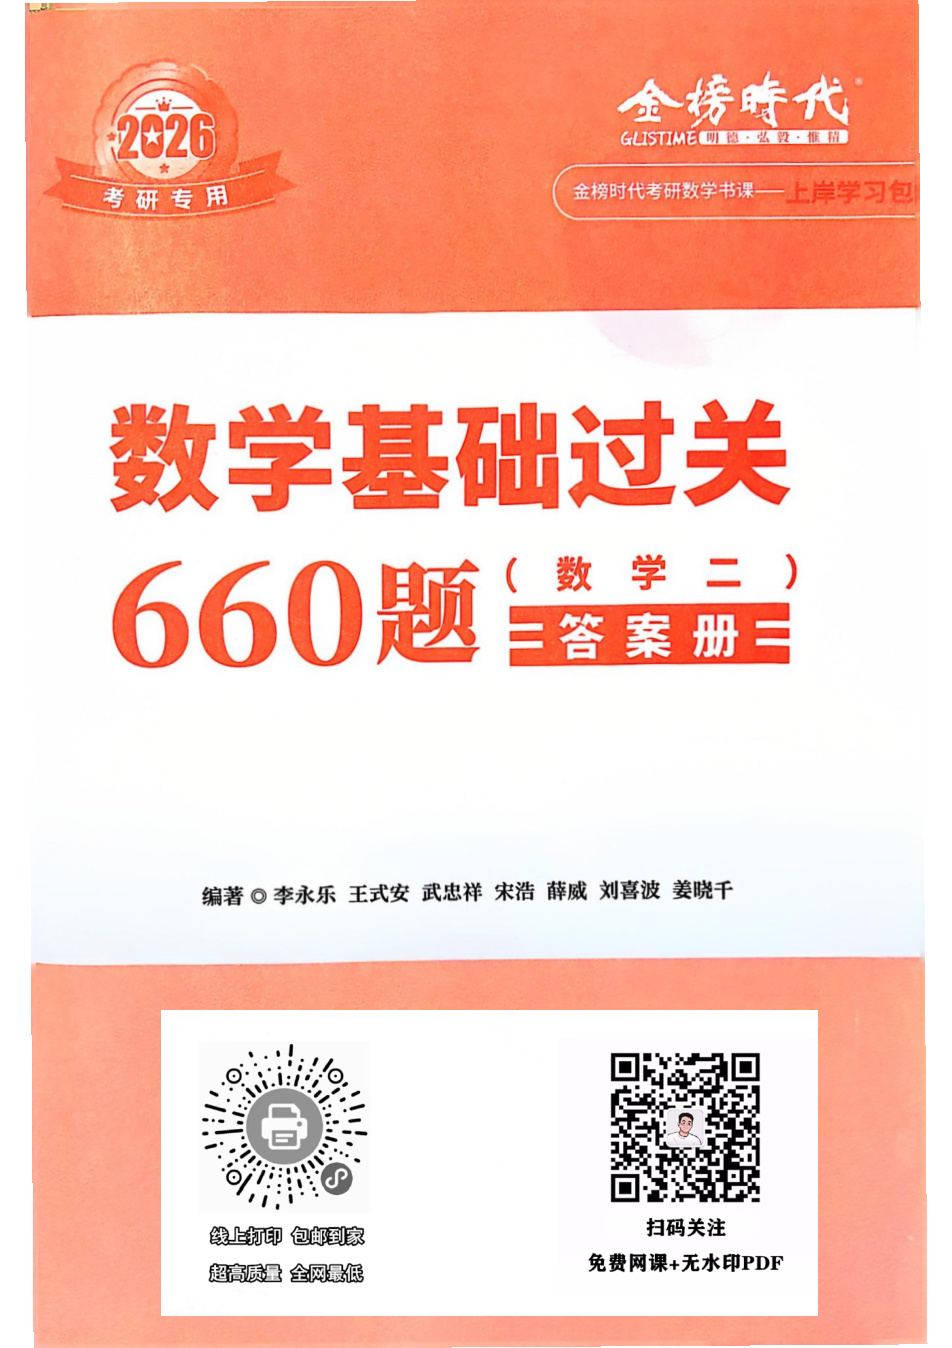 2026
考研专用
金榜時代
GLISTIME 明德·弘毅·惟精
金榜时代考研数学书课——上岸学习包
数学基础过关
660题
(数学二)
答案册
编著◎李永乐 王式安 武忠祥 宋浩 薛威 刘喜波 姜晓千
线上打印 包邮到家
超高质量 全网最低
扫码关注
免费网课+无水印PDF